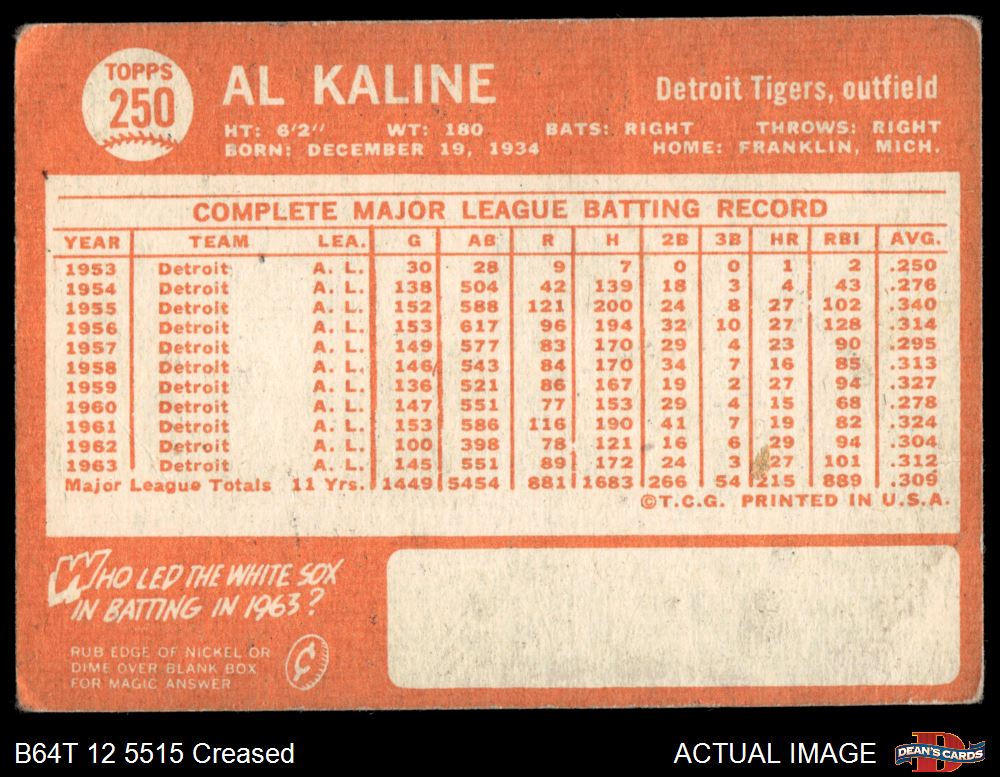 TOPPS
250
AL KALINE
Detroit Tigers, outfield
HT: 6'2" WT: 180 BATS: RIGHT THROWS: RIGHT
BORN: DECEMBER 19, 1934 HOME: FRANKLIN, MICH.
COMPLETE MAJOR LEAGUE BATTING RECORD
YEAR TEAM LEA. G AB R H 2B 3B HR RBI AVG.
1953 Detroit A. L. 30 28 9 7 0 0 1 2 .250
1954 Detroit A. L. 138 504 42 139 18 3 4 43 .276
1955 Detroit A. L. 152 588 121 200 24 8 27 102 .340
1956 Detroit A. L. 153 617 96 194 32 10 27 128 .314
1957 Detroit A. L. 149 577 83 170 29 4 23 90 .295
1958 Detroit A. L. 146 543 84 170 34 7 16 85 .313
1959 Detroit A. L. 136 521 86 167 19 2 27 94 .327
1960 Detroit A. L. 147 551 77 153 29 4 15 68 .278
1961 Detroit A. L. 153 586 116 190 41 7 19 82 .324
1962 Detroit A. L. 100 398 78 121 16 6 29 94 .304
1963 Detroit A. L. 145 551 89 172 24 3 27 101 .312
Major League Totals 11 Yrs. 1449 5454 881 1683 266 54 215 889 .309
©T.C.G. PRINTED IN U.S.A.
WHO LED THE WHITE SOX
IN BATTING IN 1963?
RUB EDGE OF NICKEL OR
DIME OVER BLANK BOX
FOR MAGIC ANSWER
¢
B64T 12 5515 Creased
ACTUAL IMAGE
D
DEAN'S CARDS